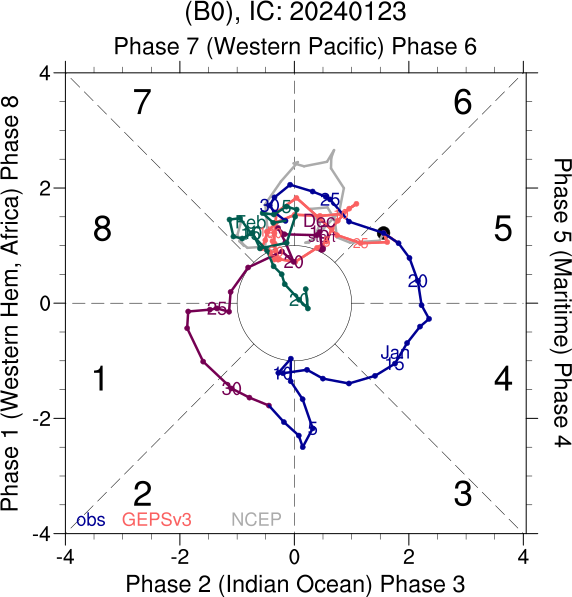 (B0), IC: 20240123
Phase 7 (Western Pacific) Phase 6
Phase 1 (Western Hem, Africa) Phase 8
Phase 5 (Maritime) Phase 4
Phase 2 (Indian Ocean) Phase 3
4
2
0
-2
-4
-4
-2
0
2
4
7
6
8
5
1
4
2
3
30
5
25
Feb
Dec
start
20
25
20
20
25
Jan
15
10
30
5
obs
GEPSv3
NCEP